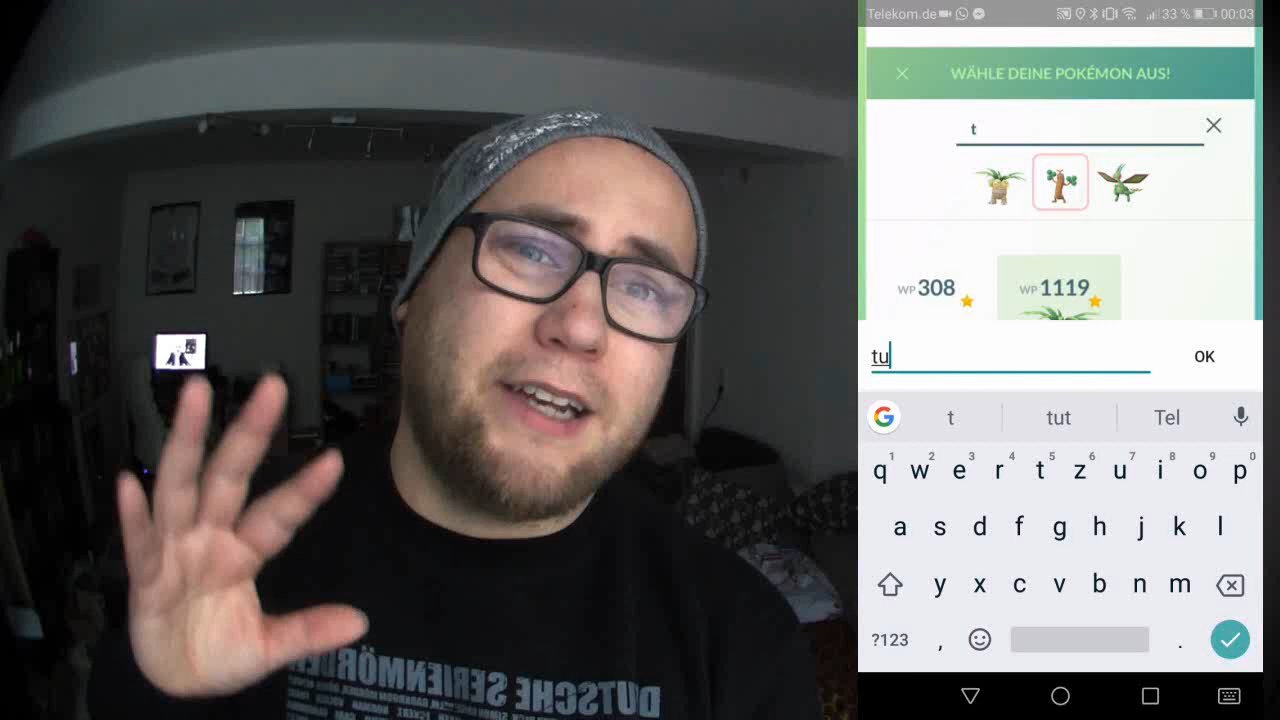 Telekom.de 33 % 00:03
WÄHLE DEINE POKÉMON AUS!
t
WP 308 WP 1119
tu OK
t tut Tel
1 2 3 4 5 6 7 8 9 0
q w e r t z u i o p
a s d f g h j k l
y x c v b n m
?123 , .
DEUTSCHE SERIENMÖRDER